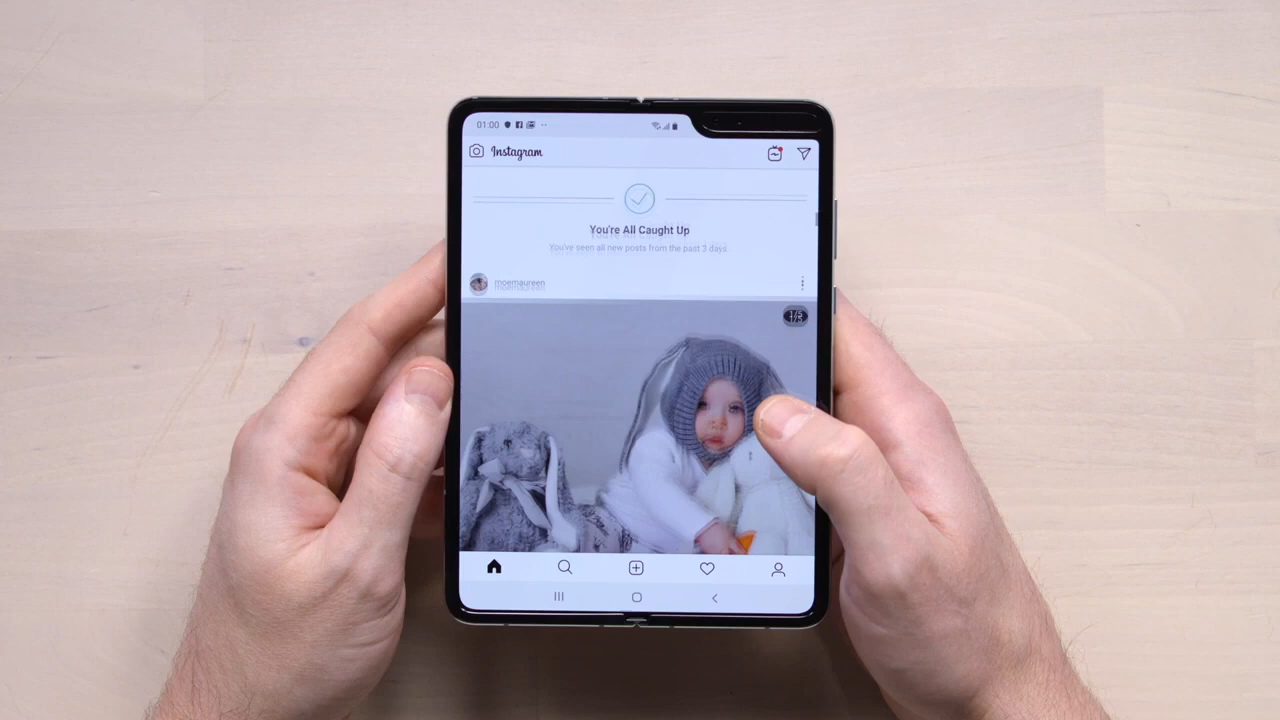 01:00
Instagram
You're All Caught Up
You've seen all new posts from the past 3 days
moemaureen
1/5